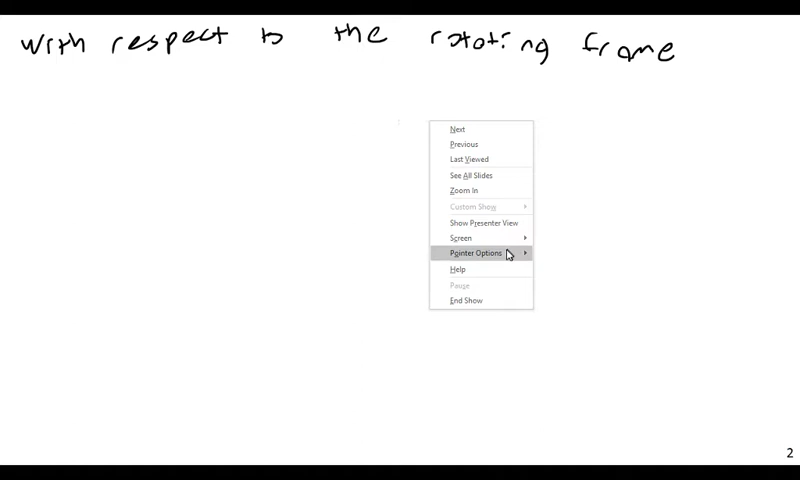 with respect to the rotating frame
Next
Previous
Last Viewed
See All Slides
Zoom In
Custom Show
Show Presenter View
Screen
Pointer Options
Help
Pause
End Show
2